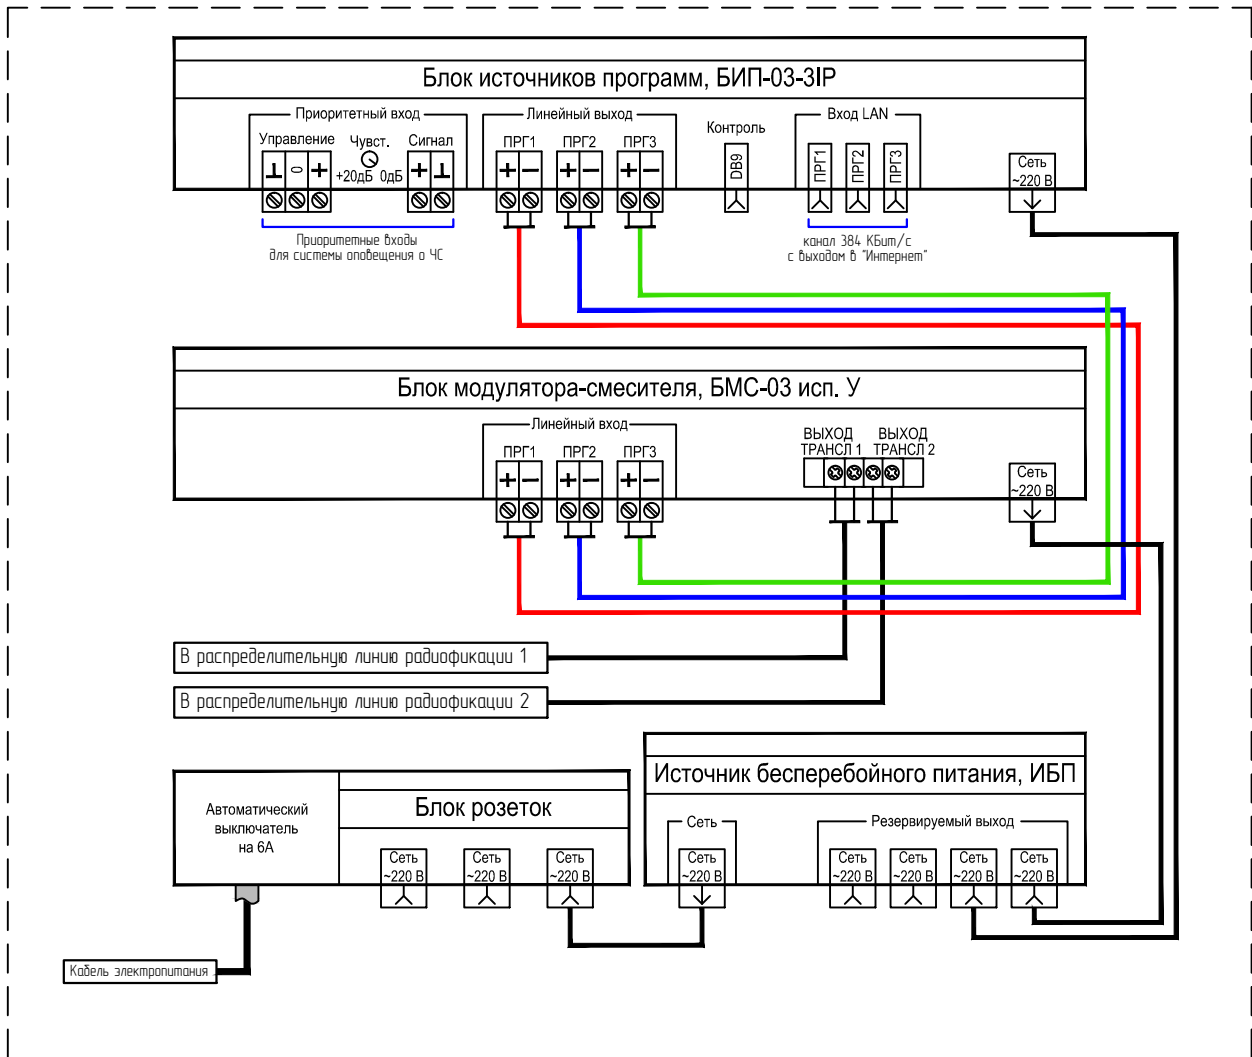 Блок источников программ, БИП-03-3IP
Приоритетный вход
Линейный выход
Вход LAN
Управление
Чувст.
Сигнал
ПРГ1
ПРГ2
ПРГ3
Контроль
0
+
+
⊥
+20дБ 0дБ
+ −
+ −
+ −
DB9
ПРГ1
ПРГ2
ПРГ3
Сеть
~220 В
Приоритетные входы
для системы оповещения о ЧС
канал 384 КБит/с
с выходом в "Интернет"
Блок модулятора-смесителя, БМС-03 исп. У
Линейный вход
ПРГ1
ПРГ2
ПРГ3
+ −
+ −
+ −
ВЫХОД
ТРАНСЛ 1
ВЫХОД
ТРАНСЛ 2
Сеть
~220 В
В распределительную линию радиофикации 1
В распределительную линию радиофикации 2
Автоматический
выключатель
на 6А
Блок розеток
Сеть
~220 В
Сеть
~220 В
Сеть
~220 В
Источник бесперебойного питания, ИБП
Сеть
Сеть
~220 В
Резервируемый выход
Сеть
~220 В
Сеть
~220 В
Сеть
~220 В
Сеть
~220 В
Кабель электропитания